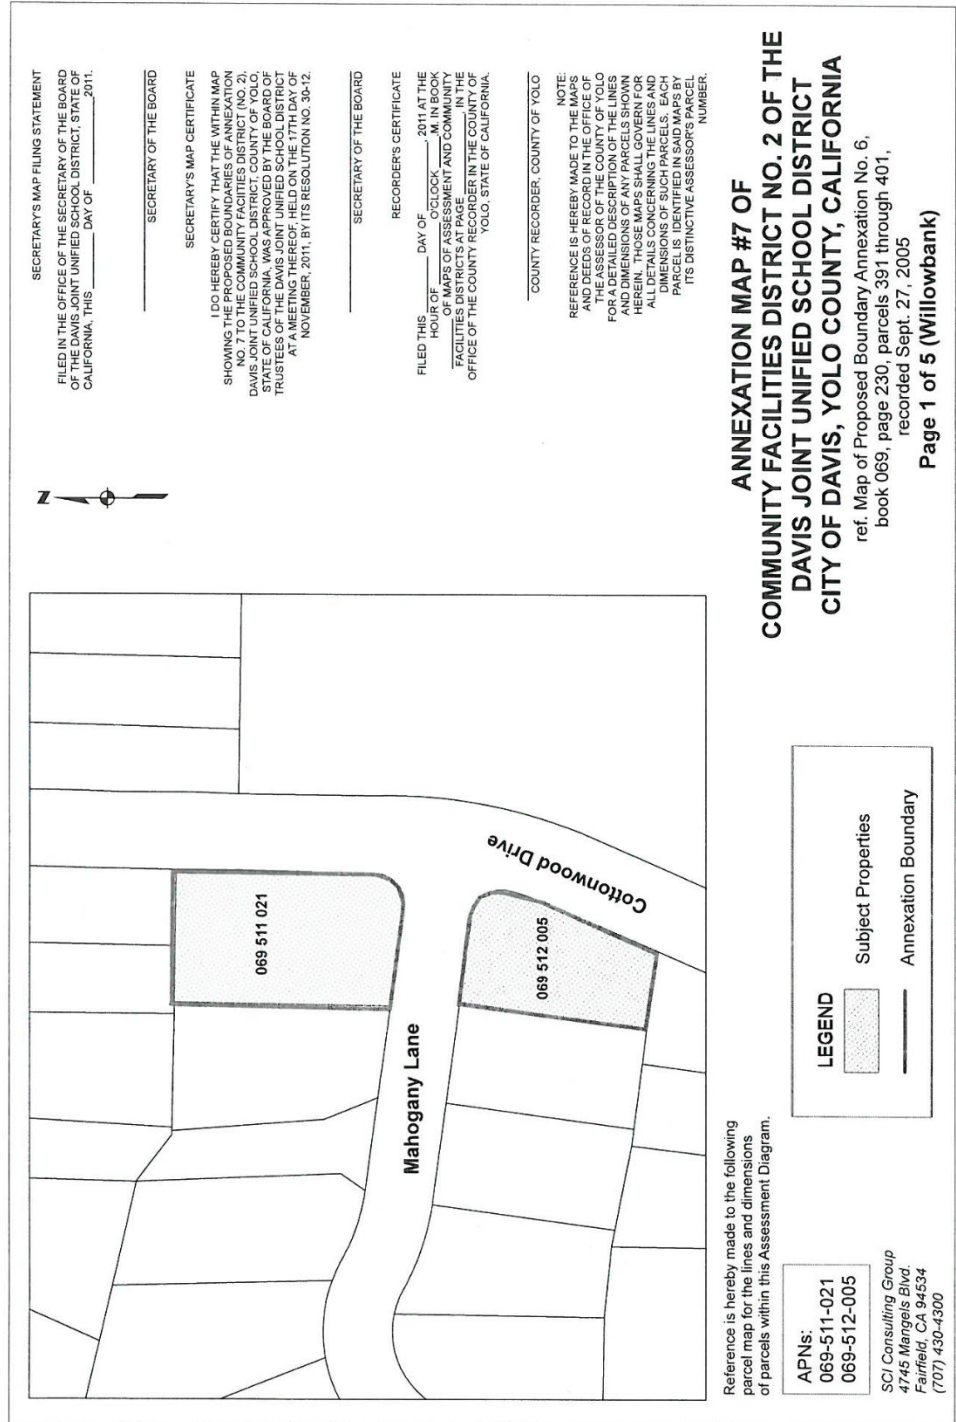 SECRETARY'S MAP FILING STATEMENT
FILED IN THE OFFICE OF THE SECRETARY OF THE BOARD
OF THE DAVIS JOINT UNIFIED SCHOOL DISTRICT, STATE OF
CALIFORNIA, THIS ______ DAY OF ____________, 2011.
SECRETARY OF THE BOARD
SECRETARY'S MAP CERTIFICATE
I DO HEREBY CERTIFY THAT THE WITHIN MAP
SHOWING THE PROPOSED BOUNDARIES OF ANNEXATION
NO. 7 TO THE COMMUNITY FACILITIES DISTRICT (NO. 2),
DAVIS JOINT UNIFIED SCHOOL DISTRICT, COUNTY OF YOLO,
STATE OF CALIFORNIA, WAS APPROVED BY THE BOARD OF
TRUSTEES OF THE DAVIS JOINT UNIFIED SCHOOL DISTRICT
AT A MEETING THEREOF, HELD ON THE 17TH DAY OF
NOVEMBER, 2011, BY ITS RESOLUTION NO. 30-12.
SECRETARY OF THE BOARD
RECORDER'S CERTIFICATE
FILED THIS ______ DAY OF __________, 2011 AT THE
HOUR OF ________ O'CLOCK ____.M. IN BOOK
______ OF MAPS OF ASSESSMENT AND COMMUNITY
FACILITIES DISTRICTS AT PAGE ________ IN THE
OFFICE OF THE COUNTY RECORDER IN THE COUNTY OF
YOLO, STATE OF CALIFORNIA.
COUNTY RECORDER, COUNTY OF YOLO
NOTE:
REFERENCE IS HEREBY MADE TO THE MAPS
AND DEEDS OF RECORD IN THE OFFICE OF
THE ASSESSOR OF THE COUNTY OF YOLO
FOR A DETAILED DESCRIPTION OF THE LINES
AND DIMENSIONS OF ANY PARCELS SHOWN
HEREIN. THOSE MAPS SHALL GOVERN FOR
ALL DETAILS CONCERNING THE LINES AND
DIMENSIONS OF SUCH PARCELS. EACH
PARCEL IS IDENTIFIED IN SAID MAPS BY
ITS DISTINCTIVE ASSESSOR'S PARCEL
NUMBER.
N
069 511 021
Cottonwood Drive
Mahogany Lane
069 512 005
ANNEXATION MAP #7 OF
COMMUNITY FACILITIES DISTRICT NO. 2 OF THE
DAVIS JOINT UNIFIED SCHOOL DISTRICT
CITY OF DAVIS, YOLO COUNTY, CALIFORNIA
ref. Map of Proposed Boundary Annexation No. 6,
book 069, page 230, parcels 391 through 401,
recorded Sept. 27, 2005
Page 1 of 5 (Willowbank)
Reference is hereby made to the following
parcel map for the lines and dimensions
of parcels within this Assessment Diagram.
APNs:
069-511-021
069-512-005
LEGEND
Subject Properties
Annexation Boundary
SCI Consulting Group
4745 Mangels Blvd.
Fairfield, CA 94534
(707) 430-4300